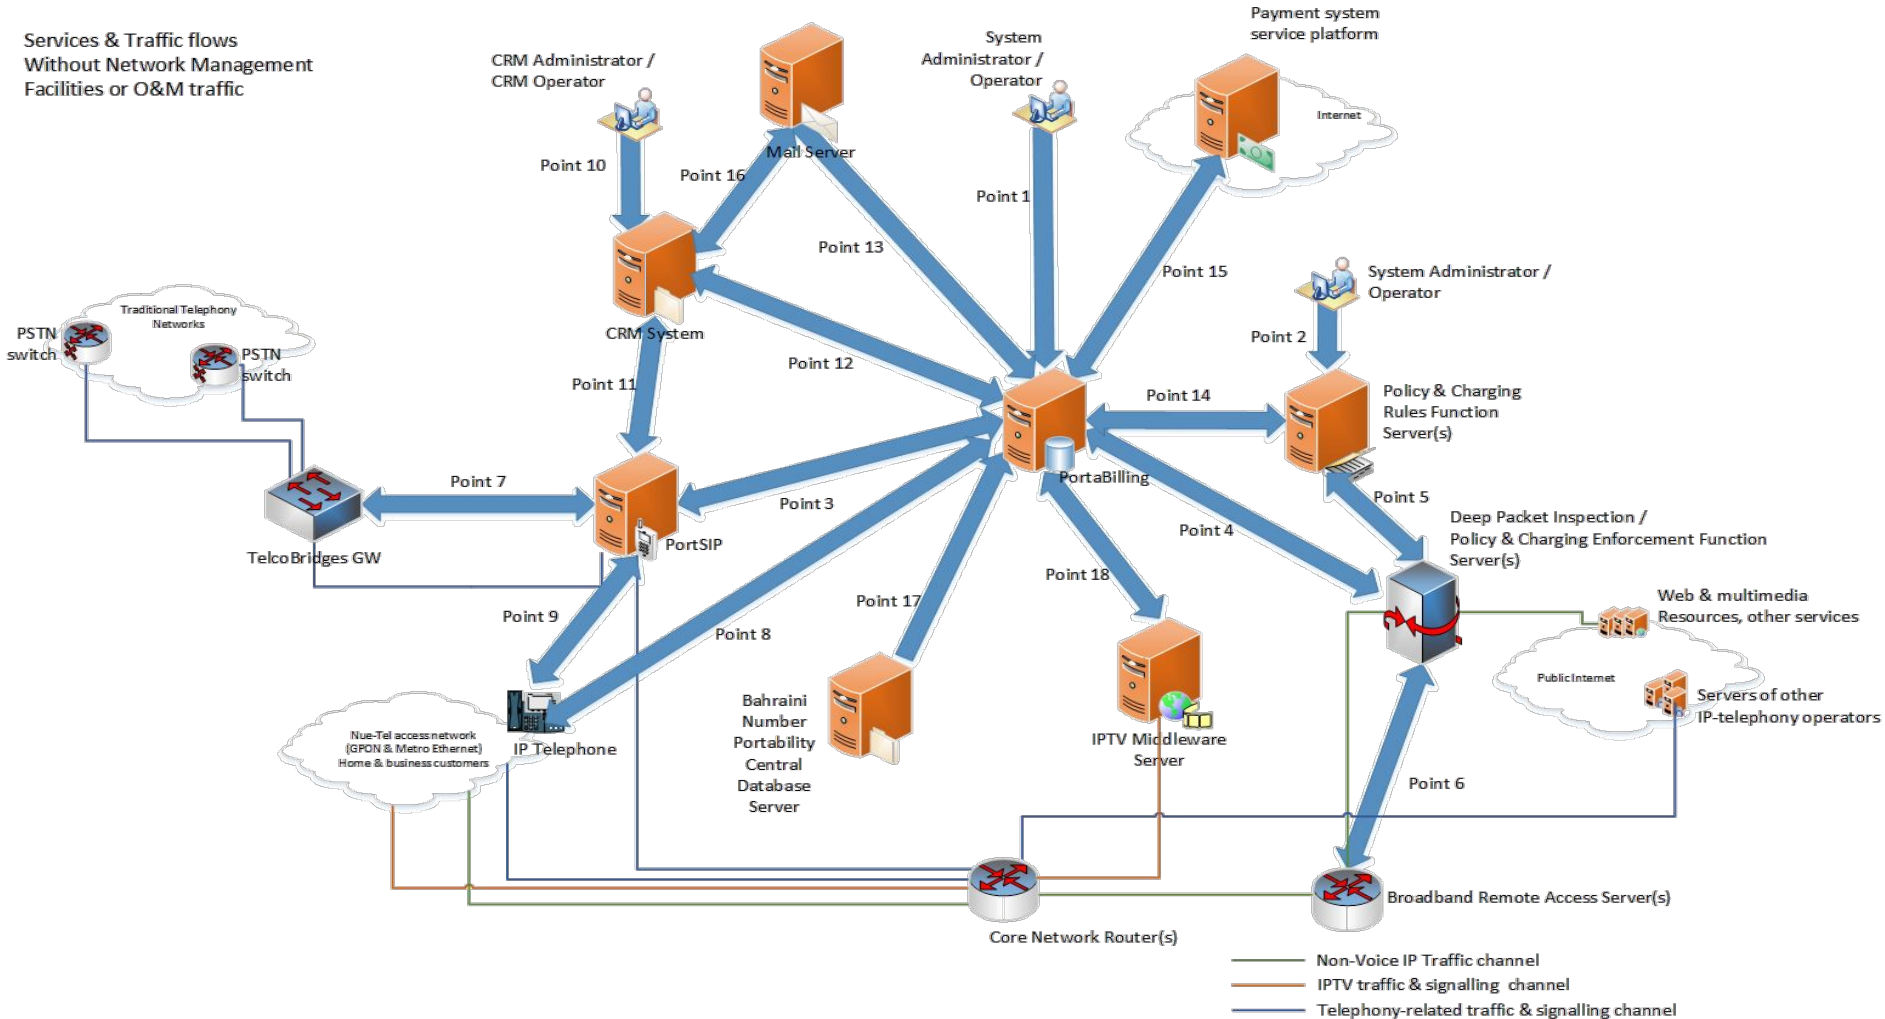 Services & Traffic flows
Without Network Management
Facilities or O&M traffic
CRM Administrator /
CRM Operator
System
Administrator /
Operator
Payment system
service platform
Internet
Mail Server
Point 10
Point 16
Point 1
Point 13
Point 15
System Administrator /
Operator
Traditional Telephony
Networks
PSTN
switch
PSTN
switch
CRM System
Point 2
Point 12
Point 11
Point 14
Policy & Charging
Rules Function
Server(s)
Point 7
Point 3
PortaBilling
Point 5
Point 4
Deep Packet Inspection /
Policy & Charging Enforcement Function
Server(s)
TelcoBridges GW
PortSIP
Point 18
Point 17
Point 9
Point 8
Web & multimedia
Resources, other services
Public Internet
Servers of other
IP-telephony operators
Bahraini
Number
Portability
Central
Database
Server
IPTV Middleware
Server
IP Telephone
Nue-Tel access network
(GPON & Metro Ethernet)
Home & business customers
Point 6
Broadband Remote Access Server(s)
Core Network Router(s)
Non-Voice IP Traffic channel
IPTV traffic & signalling channel
Telephony-related traffic & signalling channel